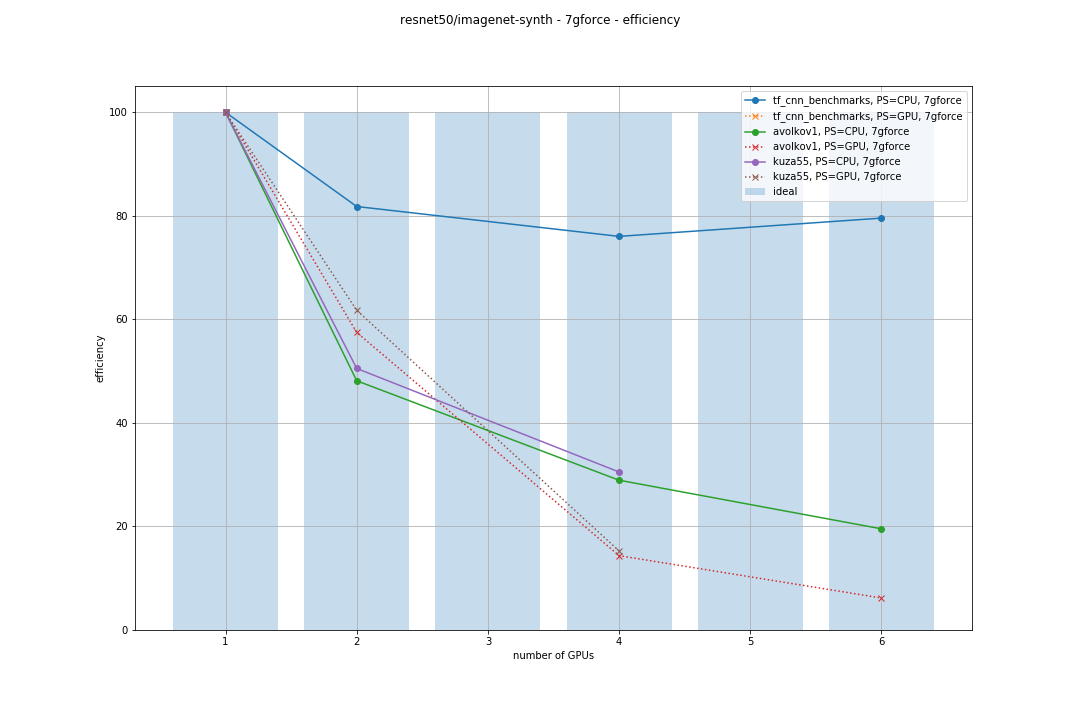 resnet50/imagenet-synth - 7gforce - efficiency
tf_cnn_benchmarks, PS=CPU, 7gforce
tf_cnn_benchmarks, PS=GPU, 7gforce
avolkov1, PS=CPU, 7gforce
avolkov1, PS=GPU, 7gforce
kuza55, PS=CPU, 7gforce
kuza55, PS=GPU, 7gforce
ideal
efficiency
100
80
60
40
20
0
1 2 3 4 5 6
number of GPUs